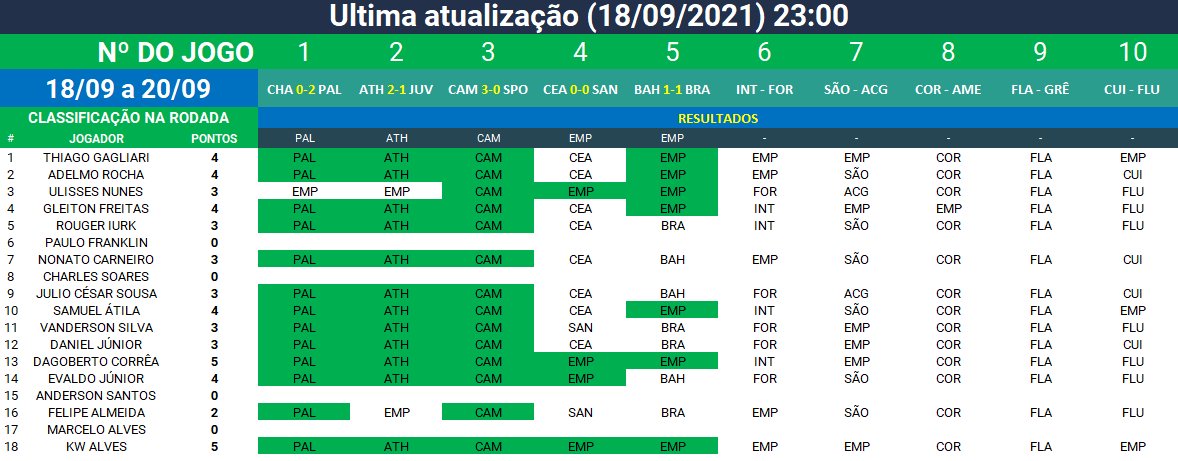 Ultima atualização (18/09/2021) 23:00
Nº DO JOGO 1 2 3 4 5 6 7 8 9 10
18/09 a 20/09 CHA 0-2 PAL ATH 2-1 JUV CAM 3-0 SPO CEA 0-0 SAN BAH 1-1 BRA INT - FOR SÃO - ACG COR - AME FLA - GRÊ CUI - FLU
CLASSIFICAÇÃO NA RODADA RESULTADOS
# JOGADOR PONTOS PAL ATH CAM EMP EMP - - - - -
1 THIAGO GAGLIARI 4 PAL ATH CAM CEA EMP EMP EMP COR FLA EMP
2 ADELMO ROCHA 4 PAL ATH CAM CEA EMP EMP SÃO COR FLA CUI
3 ULISSES NUNES 3 EMP EMP CAM EMP EMP FOR ACG COR FLA FLU
4 GLEITON FREITAS 4 PAL ATH CAM CEA EMP INT EMP EMP FLA FLU
5 ROUGER IURK 3 PAL ATH CAM CEA BRA INT SÃO COR FLA FLU
6 PAULO FRANKLIN 0
7 NONATO CARNEIRO 3 PAL ATH CAM CEA BAH EMP SÃO COR FLA CUI
8 CHARLES SOARES 0
9 JULIO CÉSAR SOUSA 3 PAL ATH CAM CEA BAH FOR ACG COR FLA CUI
10 SAMUEL ÁTILA 4 PAL ATH CAM CEA EMP INT SÃO COR FLA EMP
11 VANDERSON SILVA 3 PAL ATH CAM SAN BRA FOR EMP COR FLA FLU
12 DANIEL JÚNIOR 3 PAL ATH CAM CEA BRA FOR EMP COR FLA CUI
13 DAGOBERTO CORRÊA 5 PAL ATH CAM EMP EMP INT EMP COR FLA FLU
14 EVALDO JÚNIOR 4 PAL ATH CAM EMP BAH FOR SÃO COR FLA FLU
15 ANDERSON SANTOS 0
16 FELIPE ALMEIDA 2 PAL EMP CAM SAN BRA EMP SÃO COR FLA FLU
17 MARCELO ALVES 0
18 KW ALVES 5 PAL ATH CAM EMP EMP EMP EMP COR FLA EMP